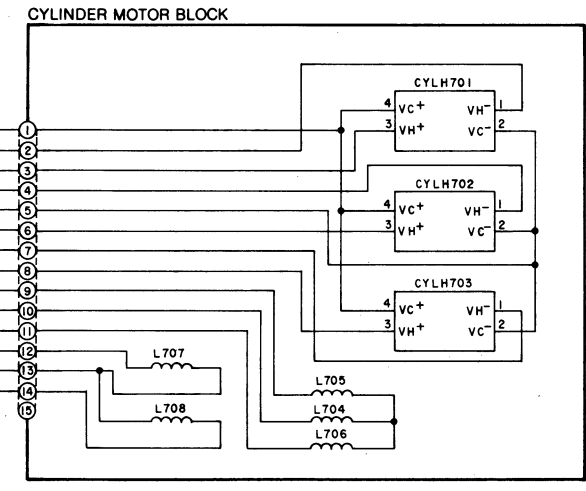 CYLINDER MOTOR BLOCK
CYLH701
4 VC+ VH- 1
3 VH+ VC- 2
CYLH702
4 VC+ VH- 1
3 VH+ VC- 2
CYLH703
4 VC+ VH- 1
3 VH+ VC- 2
1
2
3
4
5
6
7
8
9
10
11
12
13
14
15
L707
L708
L705
L704
L706